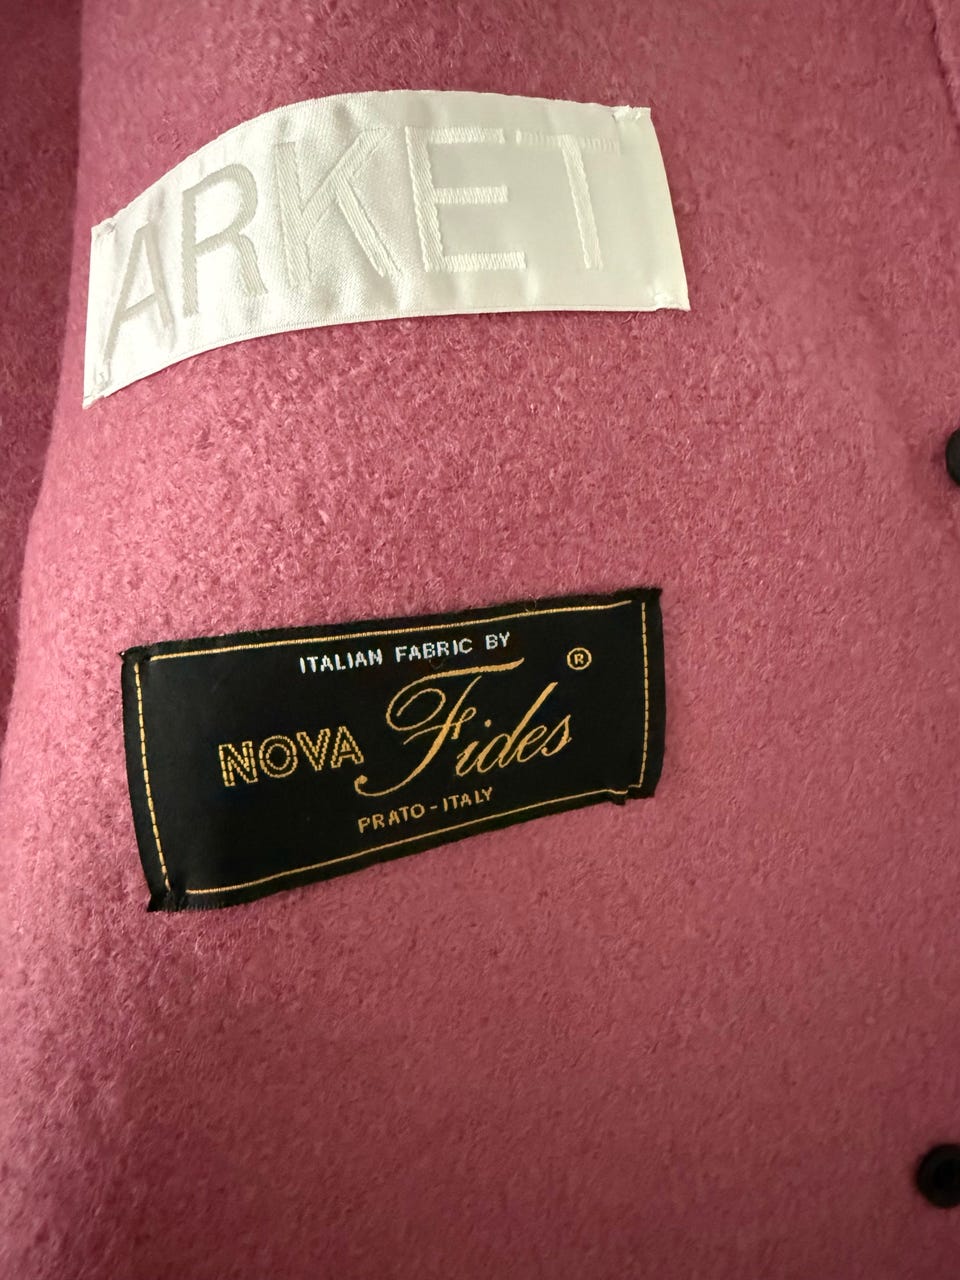 ARKET
ITALIAN FABRIC BY
NOVA Fides ®
PRATO-ITALY